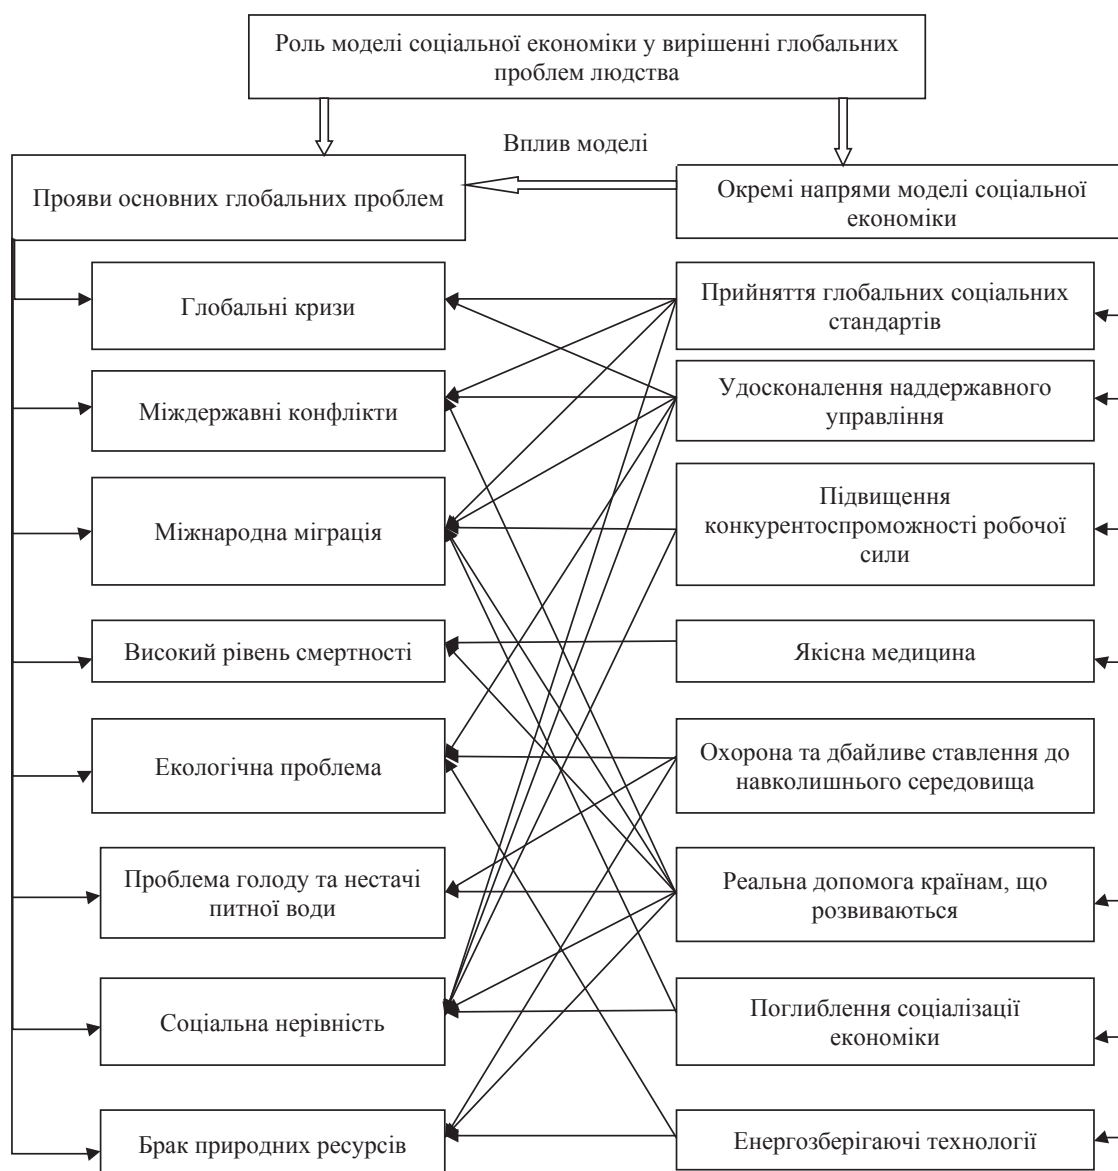 Роль моделі соціальної економіки у вирішенні глобальних
проблем людства
Вплив моделі
Прояви основних глобальних проблем
Окремі напрями моделі соціальної
економіки
Глобальні кризи
Прийняття глобальних соціальних
стандартів
Міждержавні конфлікти
Удосконалення наддержавного
управління
Міжнародна міграція
Підвищення
конкурентоспроможності робочої
сили
Високий рівень смертності
Якісна медицина
Екологічна проблема
Охорона та дбайливе ставлення до
навколишнього середовища
Проблема голоду та нестачі
питної води
Реальна допомога країнам, що
розвиваються
Соціальна нерівність
Поглиблення соціалізації
економіки
Брак природних ресурсів
Енергозберігаючі технології